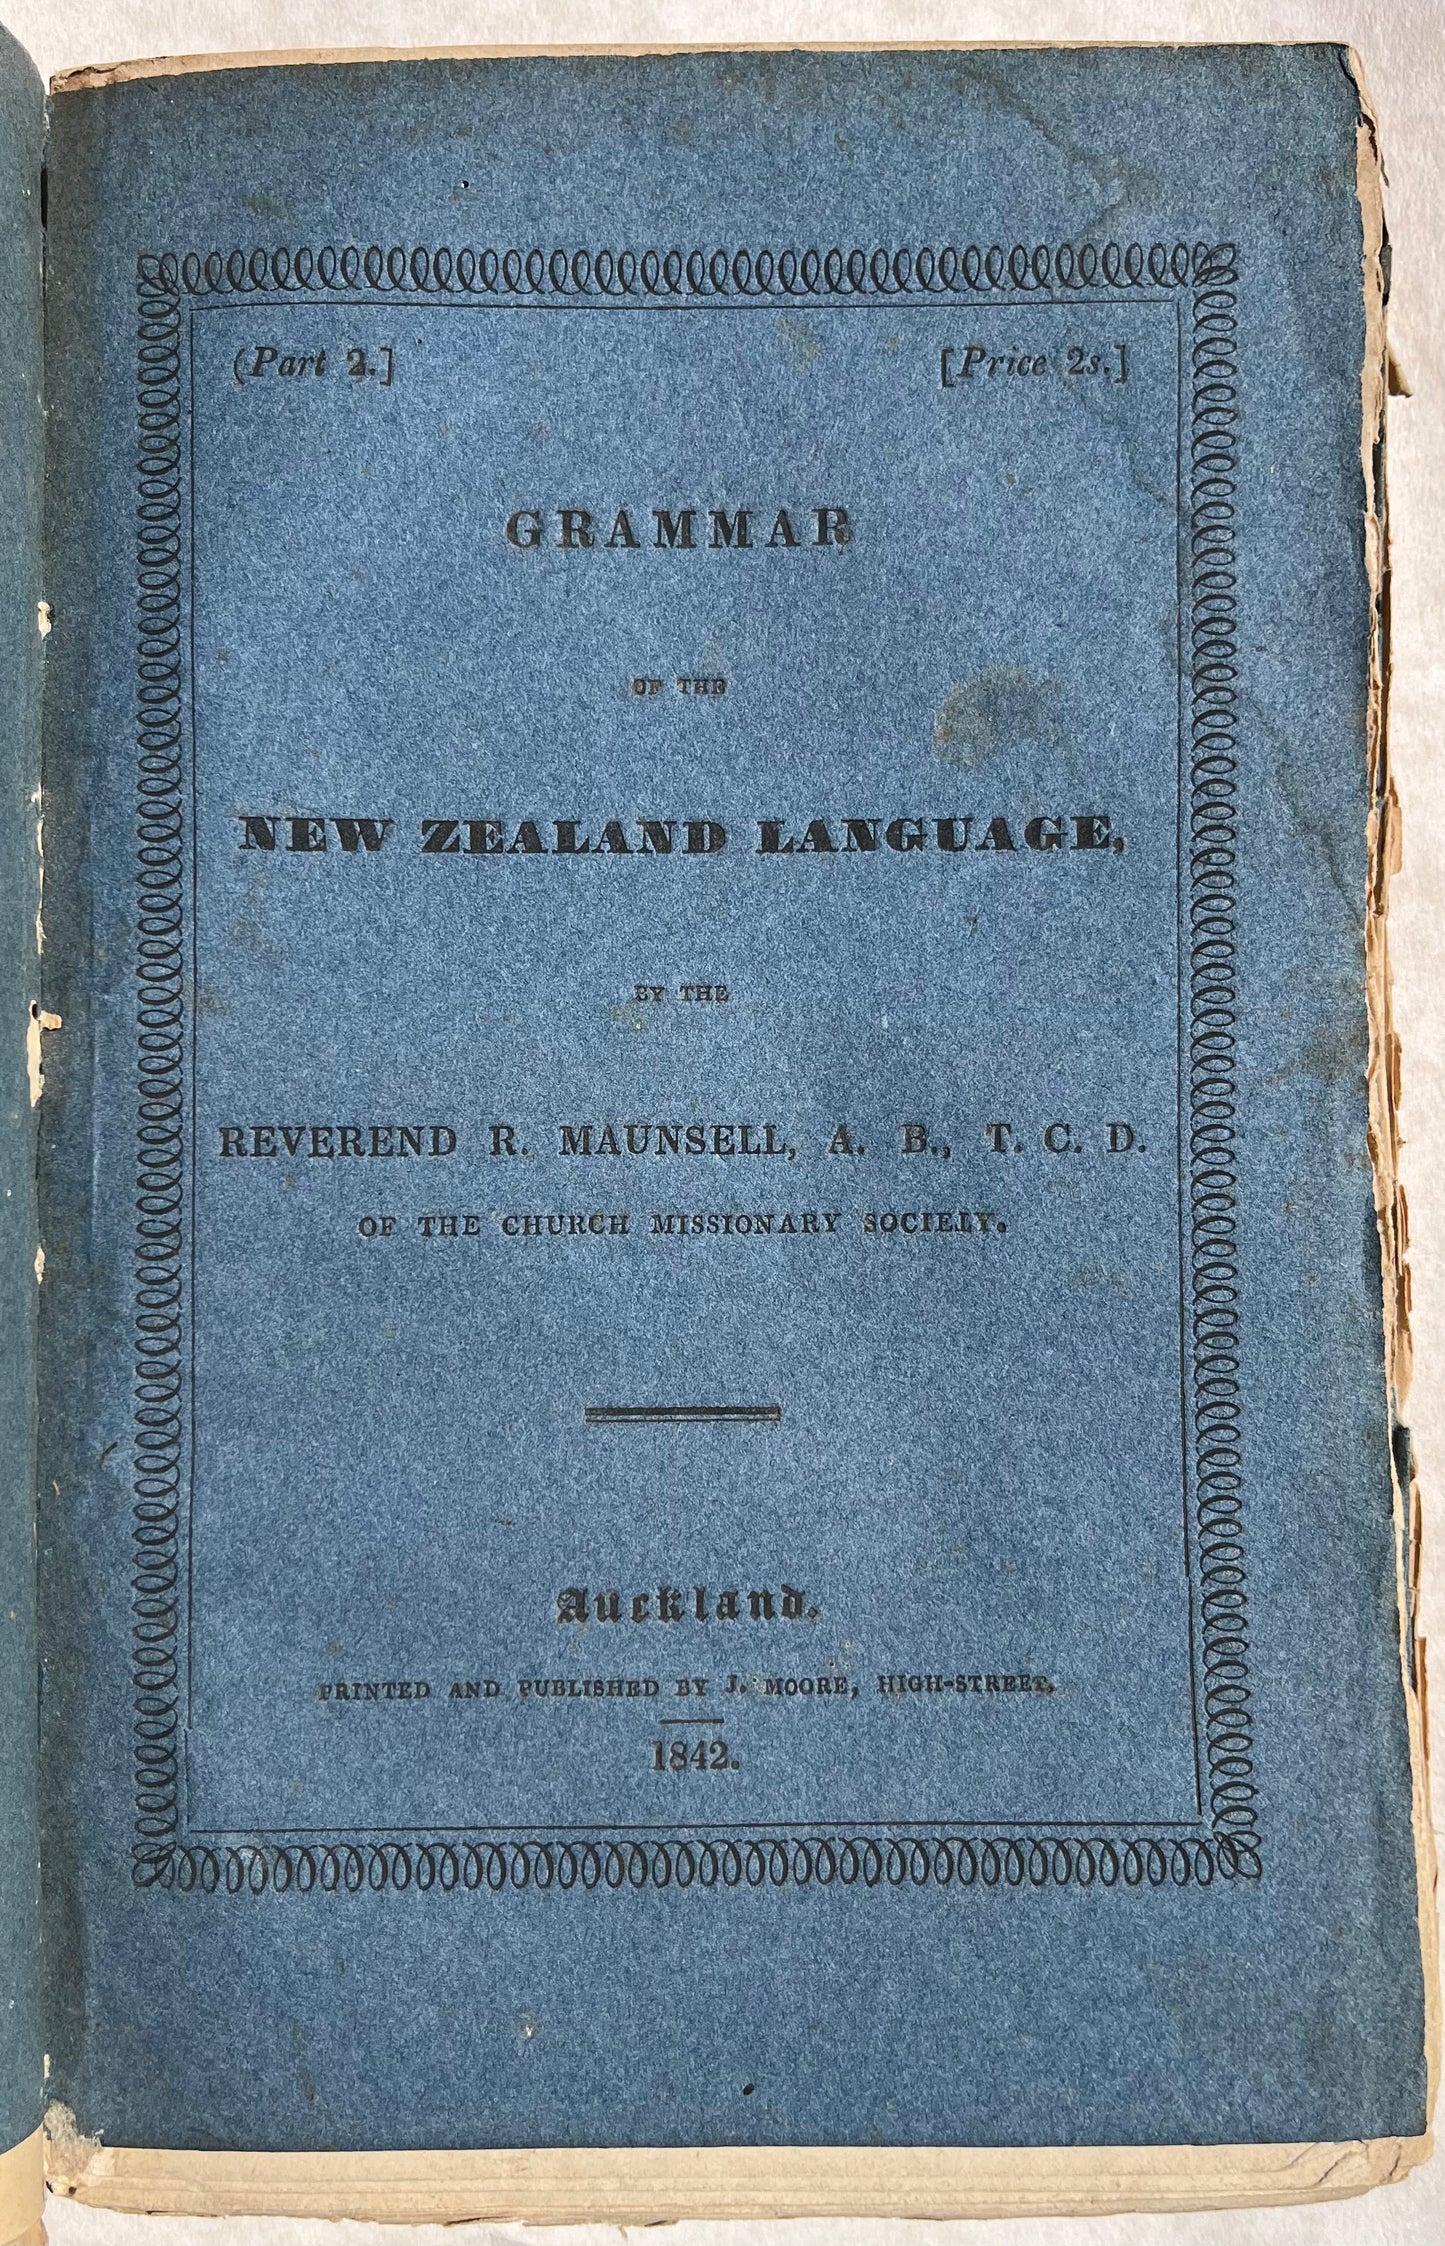 (Part 2.] [Price 2s.]
GRAMMAR
OF THE
NEW ZEALAND LANGUAGE,
BY THE
REVEREND R. MAUNSELL, A. B., T. C. D.
OF THE CHURCH MISSIONARY SOCIETY.
Auckland.
PRINTED AND PUBLISHED BY J. MOORE, HIGH-STREET,
1842.